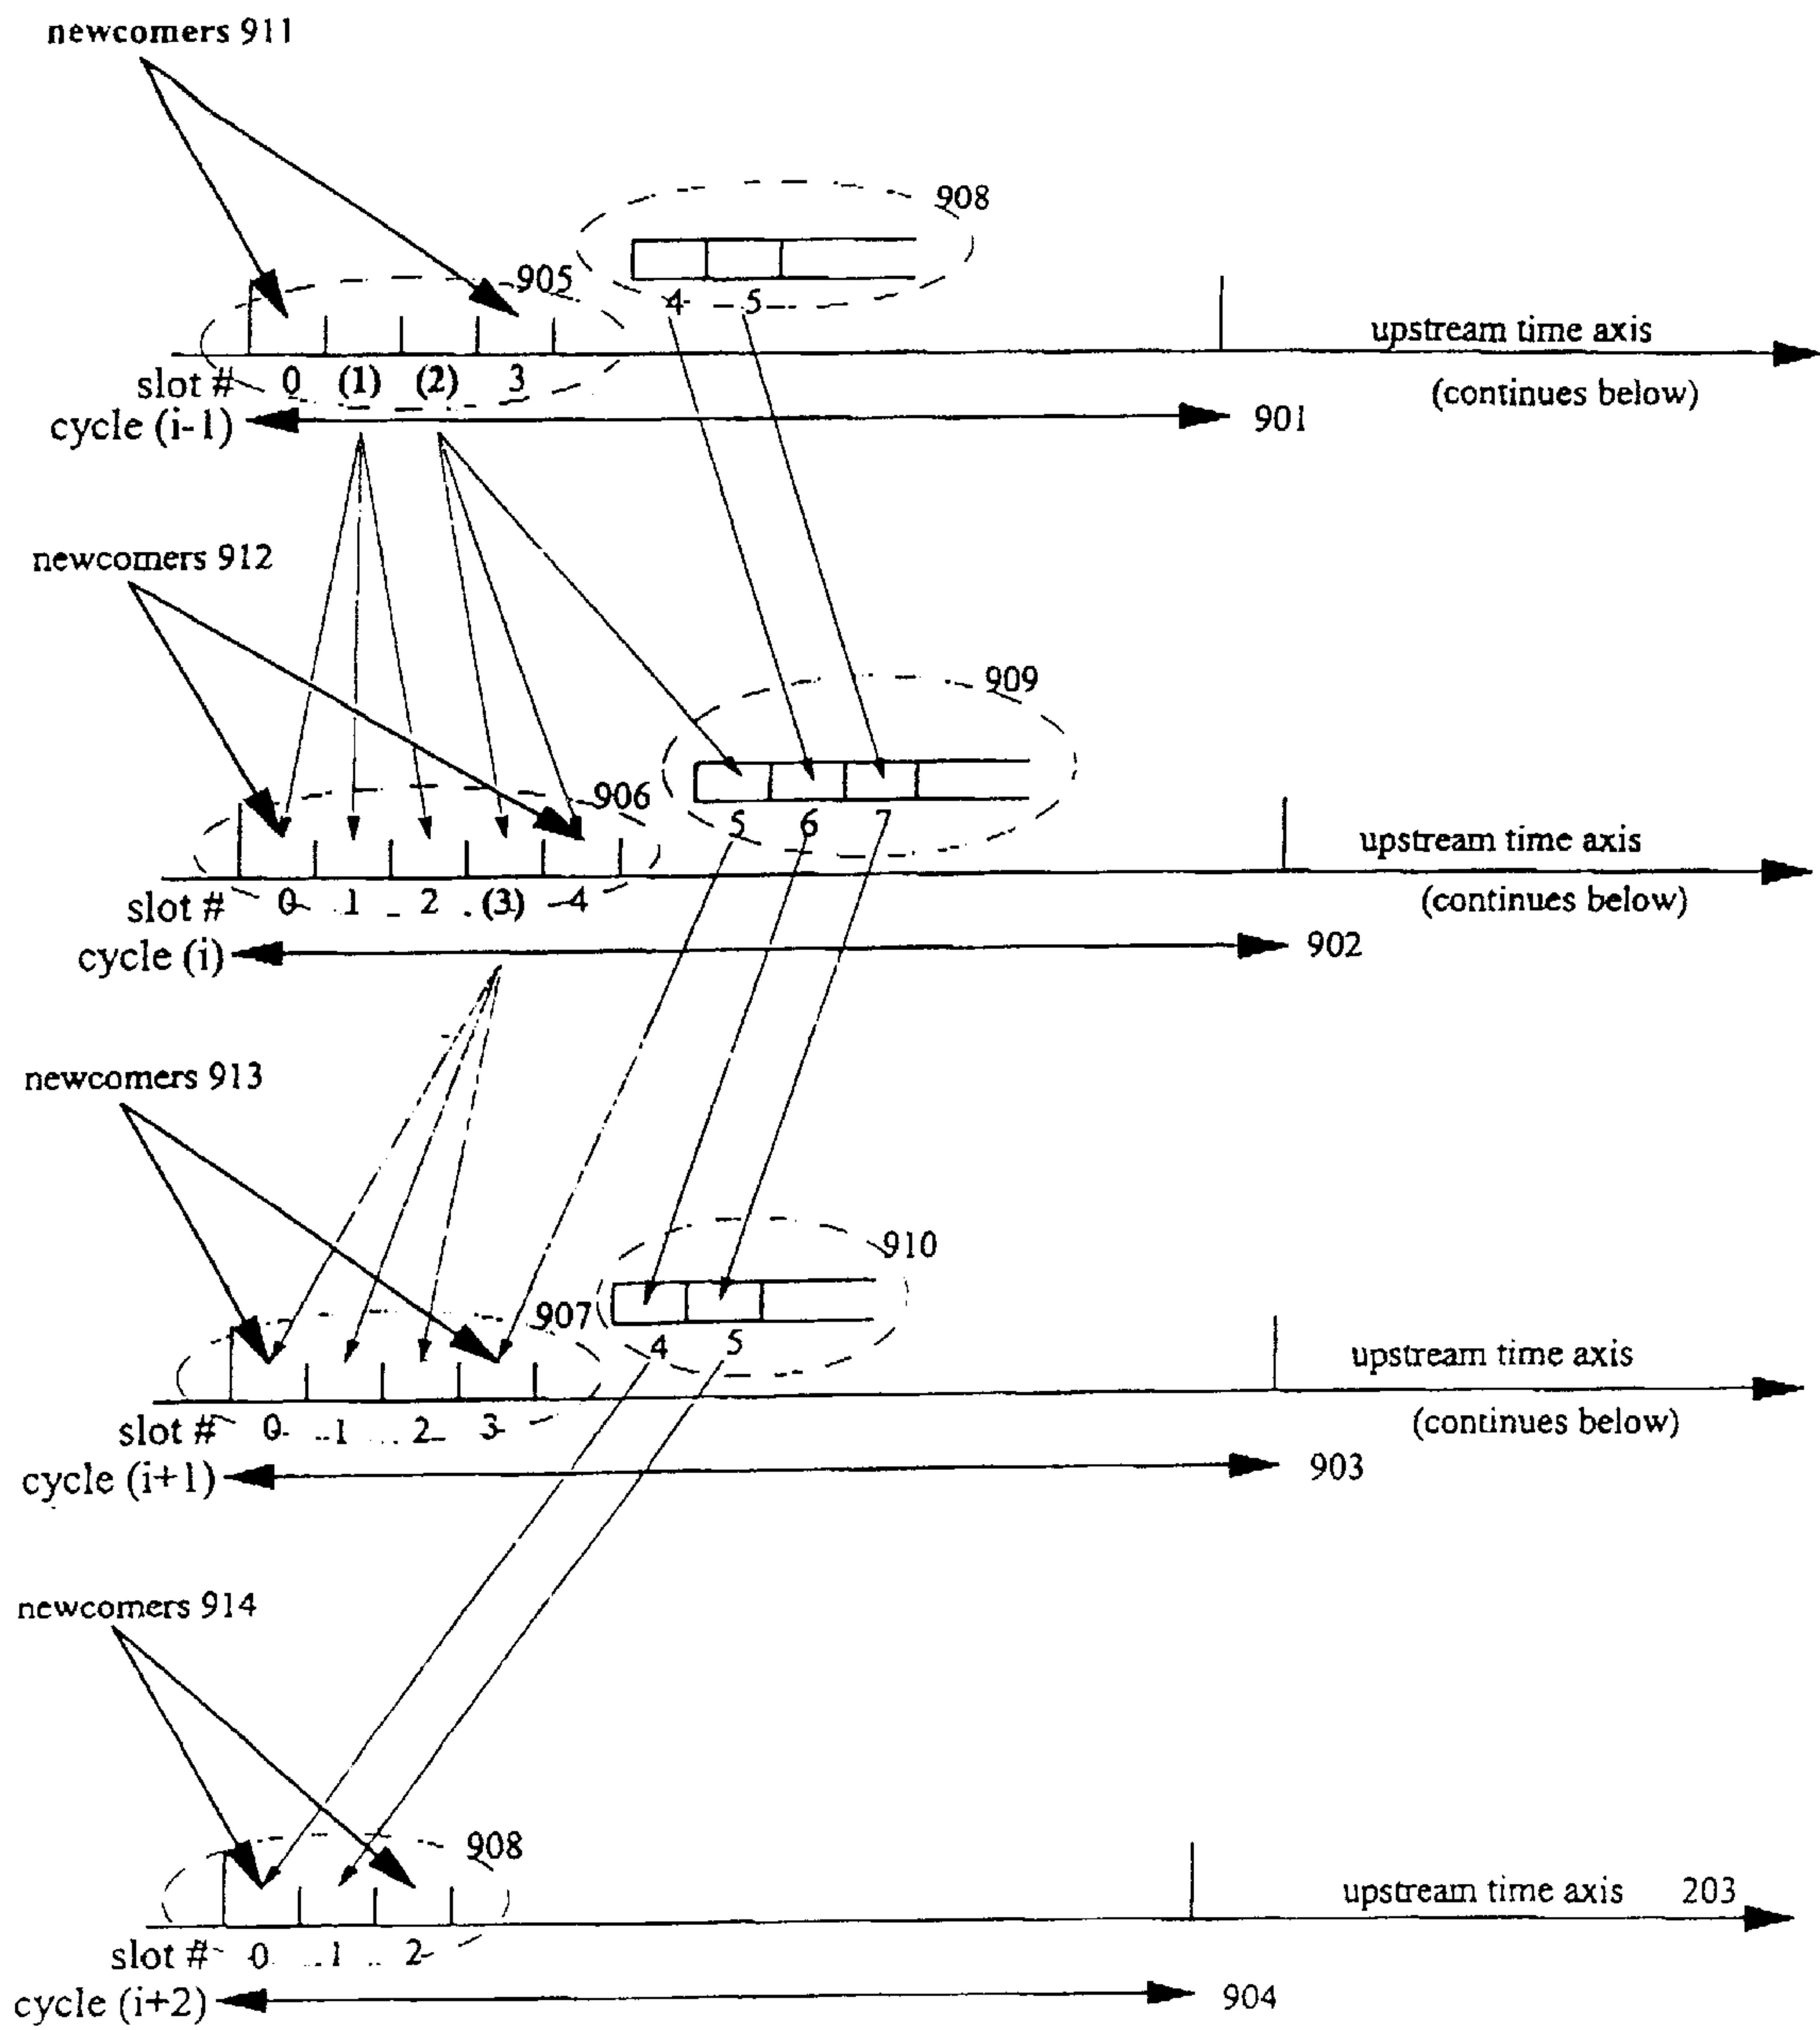 newcomers 911
908
4 5
905
upstream time axis
slot # 0 (1) (2) 3
(continues below)
cycle (i-1)
901
newcomers 912
909
906
5 6 7
upstream time axis
slot # 0 1 2 (3) 4
(continues below)
cycle (i)
902
newcomers 913
910
907
4 5
upstream time axis
slot # 0 1 2 3
(continues below)
cycle (i+1)
903
newcomers 914
908
upstream time axis 203
slot # 0 1 2
cycle (i+2)
904